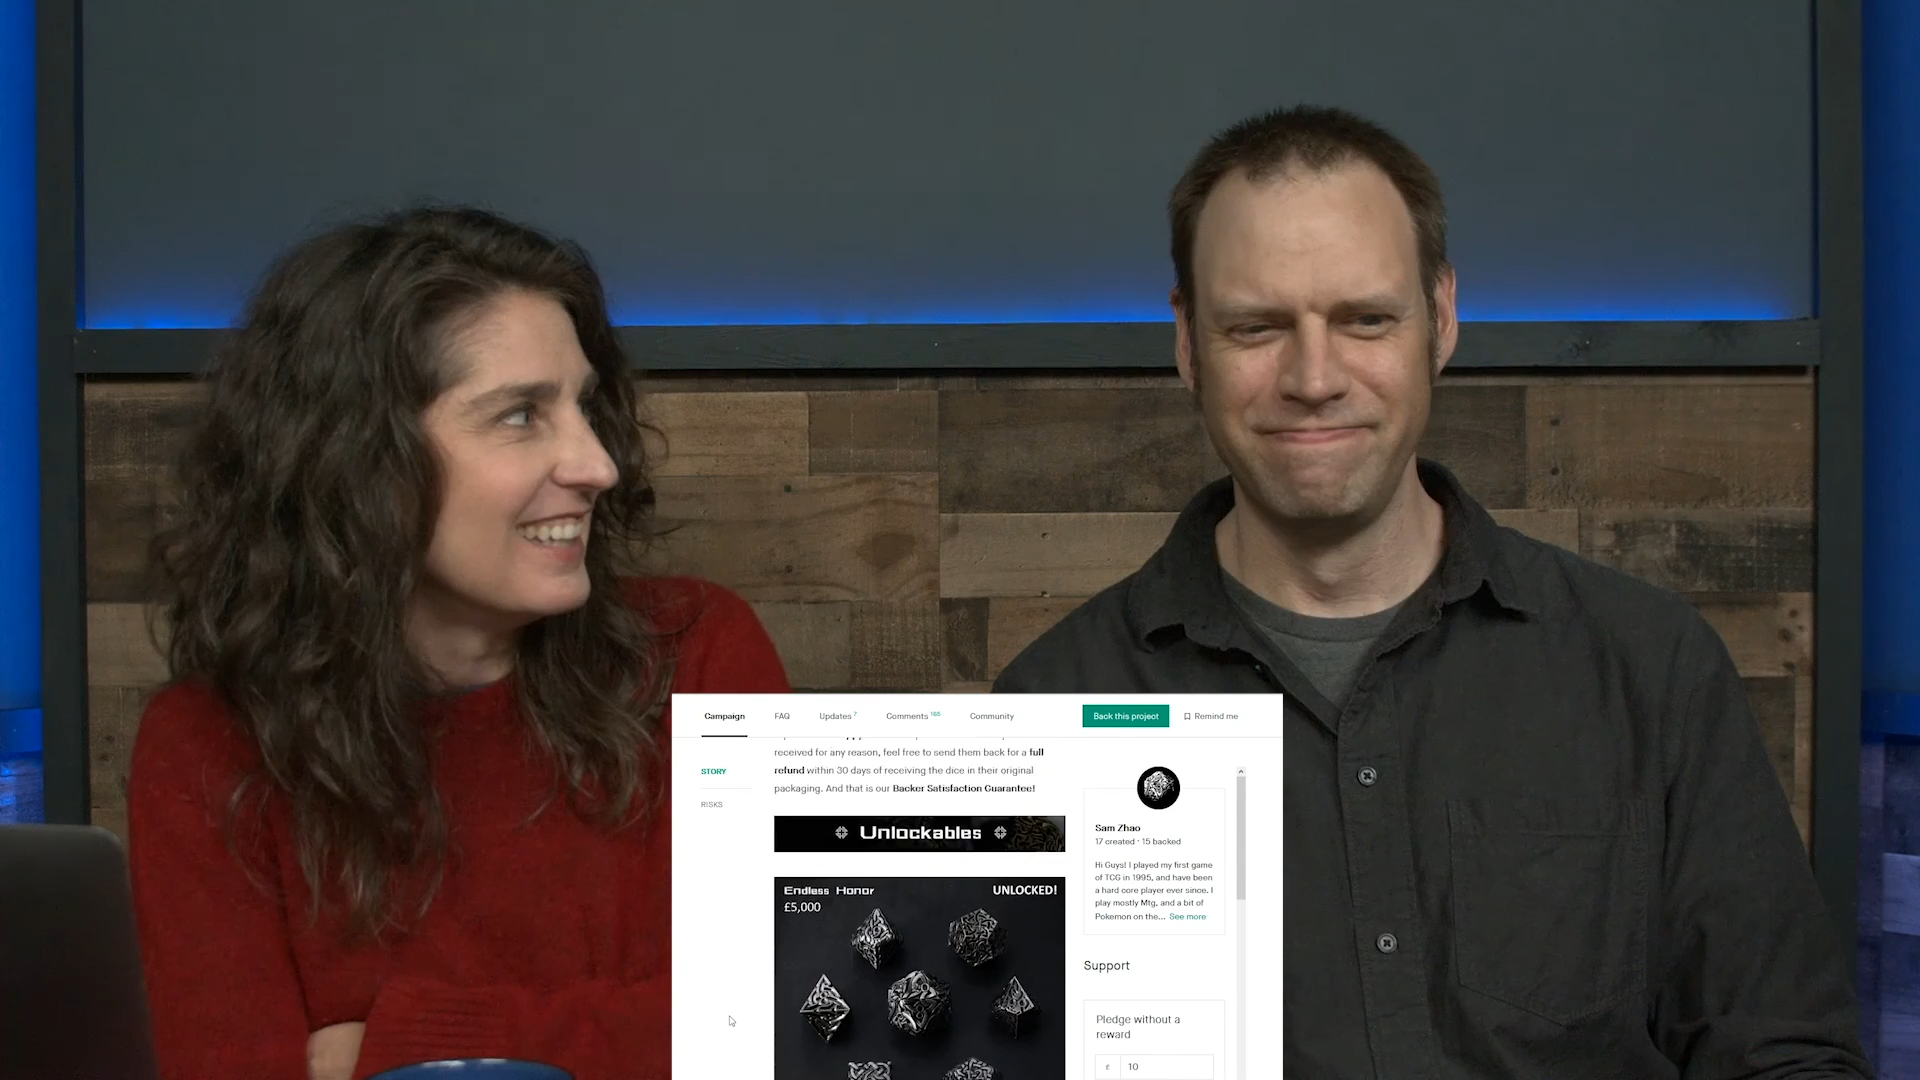 Campaign
FAQ
Updates 7
Comments 165
Community
Back this project
Remind me
received for any reason, feel free to send them back for a full
refund within 30 days of receiving the dice in their original
packaging. And that is our Backer Satisfaction Guarantee!
STORY
RISKS
Unlockables
Endless Honor
UNLOCKED!
£5,000
Sam Zhao
17 created · 15 backed
Hi Guys! I played my first game
of TCG in 1995, and have been
a hard core player ever since. I
play mostly Mtg, and a bit of
Pokemon on the... See more
Support
Pledge without a
reward
£ 10